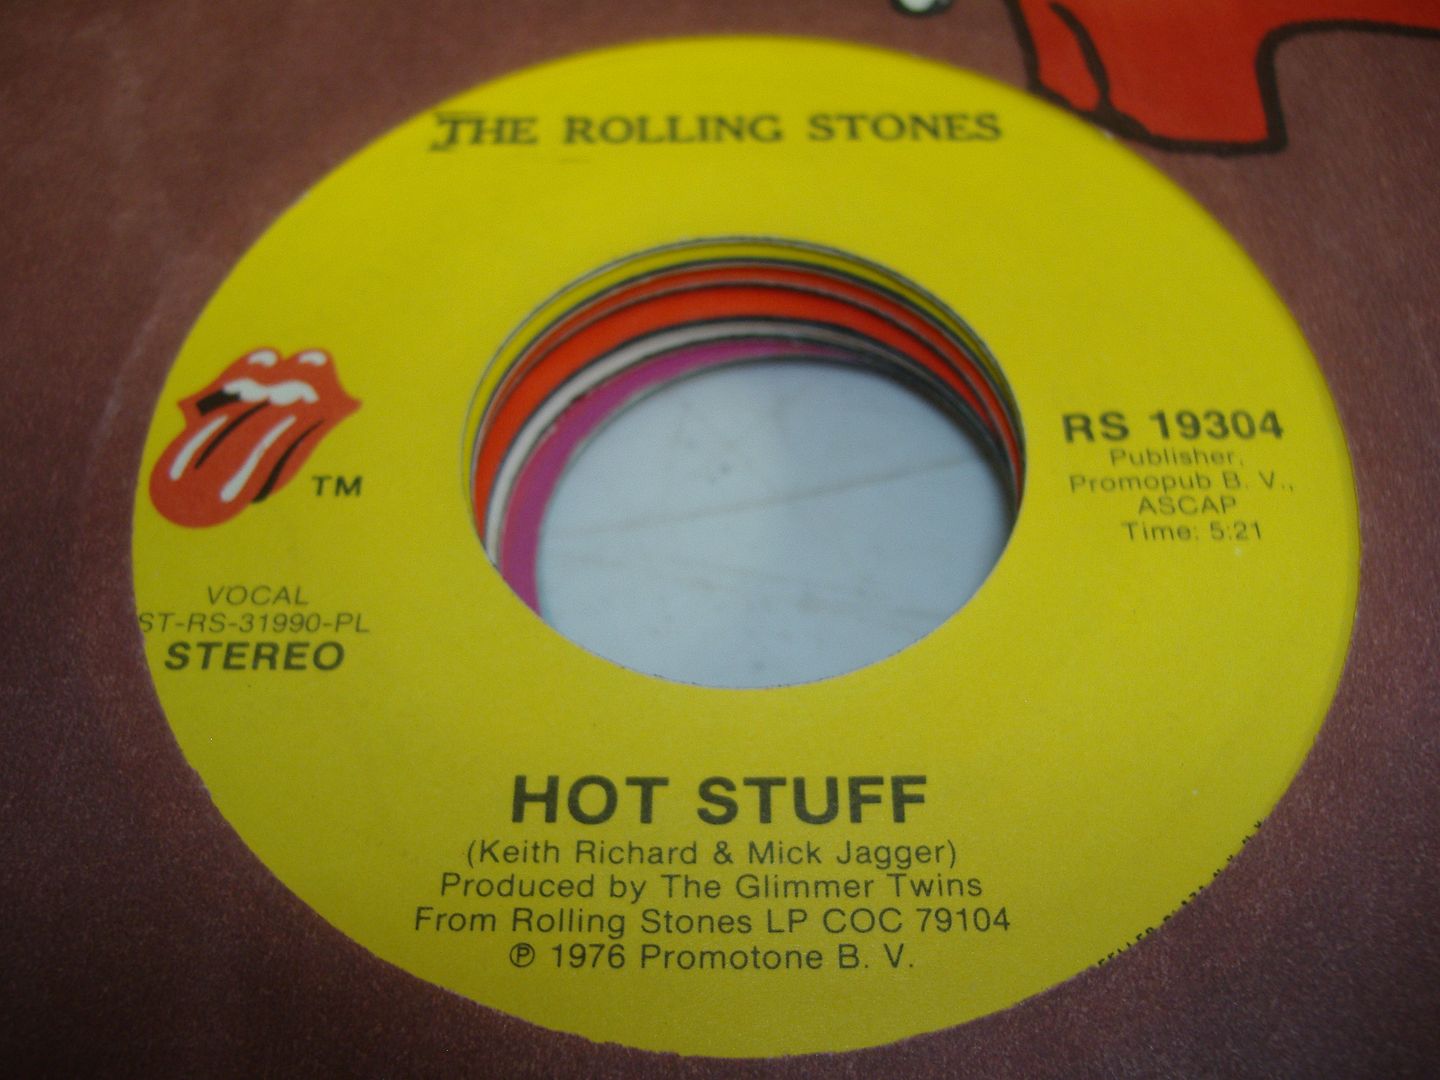 THE ROLLING STONES
TM
VOCAL
ST-RS-31990-PL
STEREO
RS 19304
Publisher,
Promopub B. V.,
ASCAP
Time: 5:21
HOT STUFF
(Keith Richard & Mick Jagger)
Produced by The Glimmer Twins
From Rolling Stones LP COC 79104
℗ 1976 Promotone B. V.